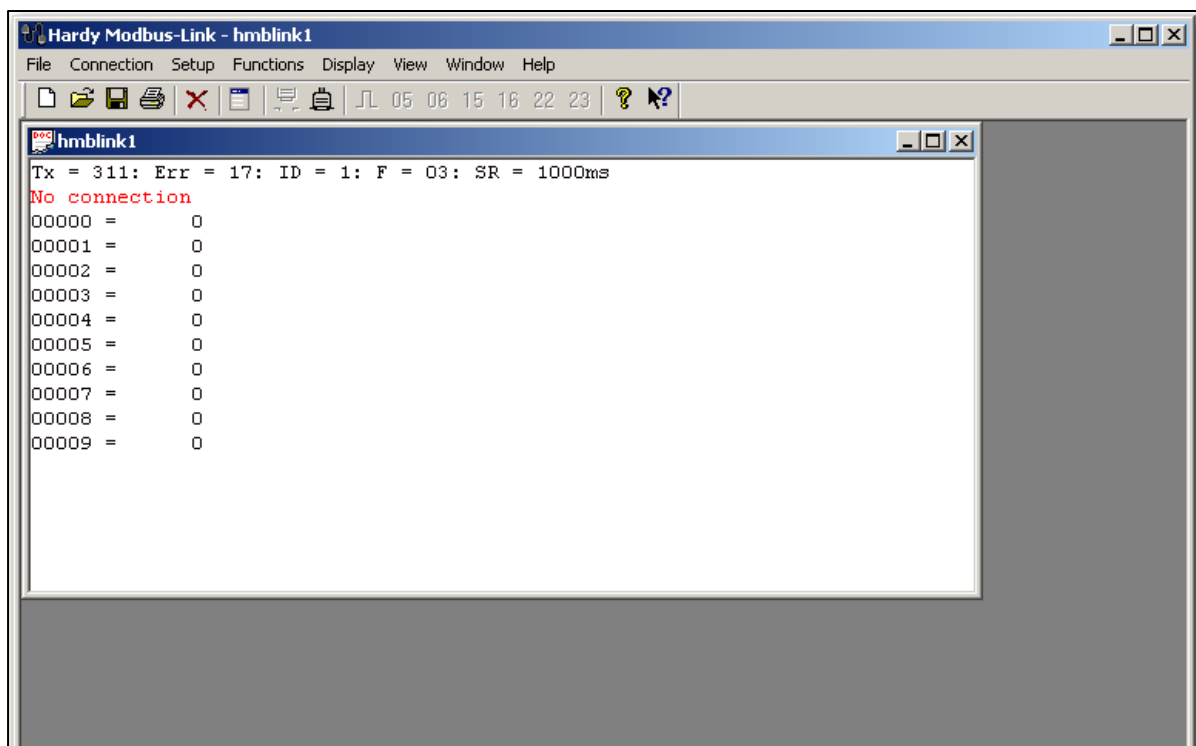 Hardy Modbus-Link - hmblink1
File Connection Setup Functions Display View Window Help
05 06 15 16 22 23
DOC hmblink1
Tx = 311: Err = 17: ID = 1: F = 03: SR = 1000ms
No connection
00000 = 0
00001 = 0
00002 = 0
00003 = 0
00004 = 0
00005 = 0
00006 = 0
00007 = 0
00008 = 0
00009 = 0